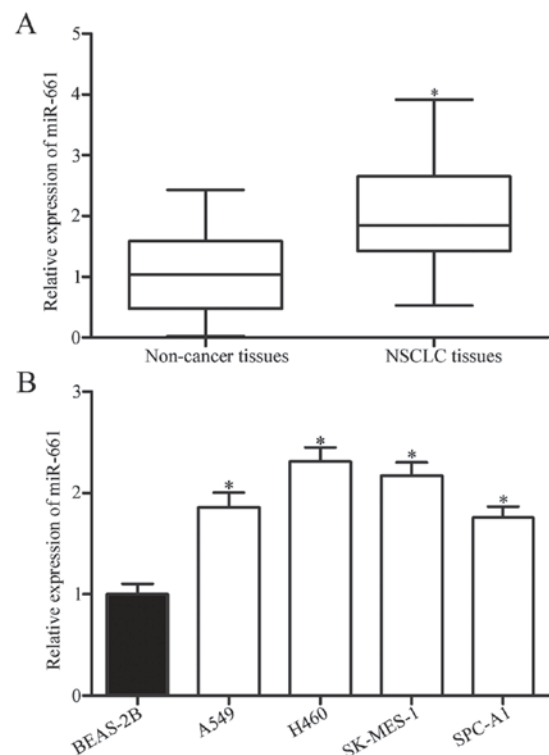 A
Relative expression of miR-661
5
4
3
2
1
0
*
Non-cancer tissues
NSCLC tissues
B
Relative expression of miR-661
3
2
1
0
*
*
*
*
BEAS-2B
A549
H460
SK-MES-1
SPC-A1